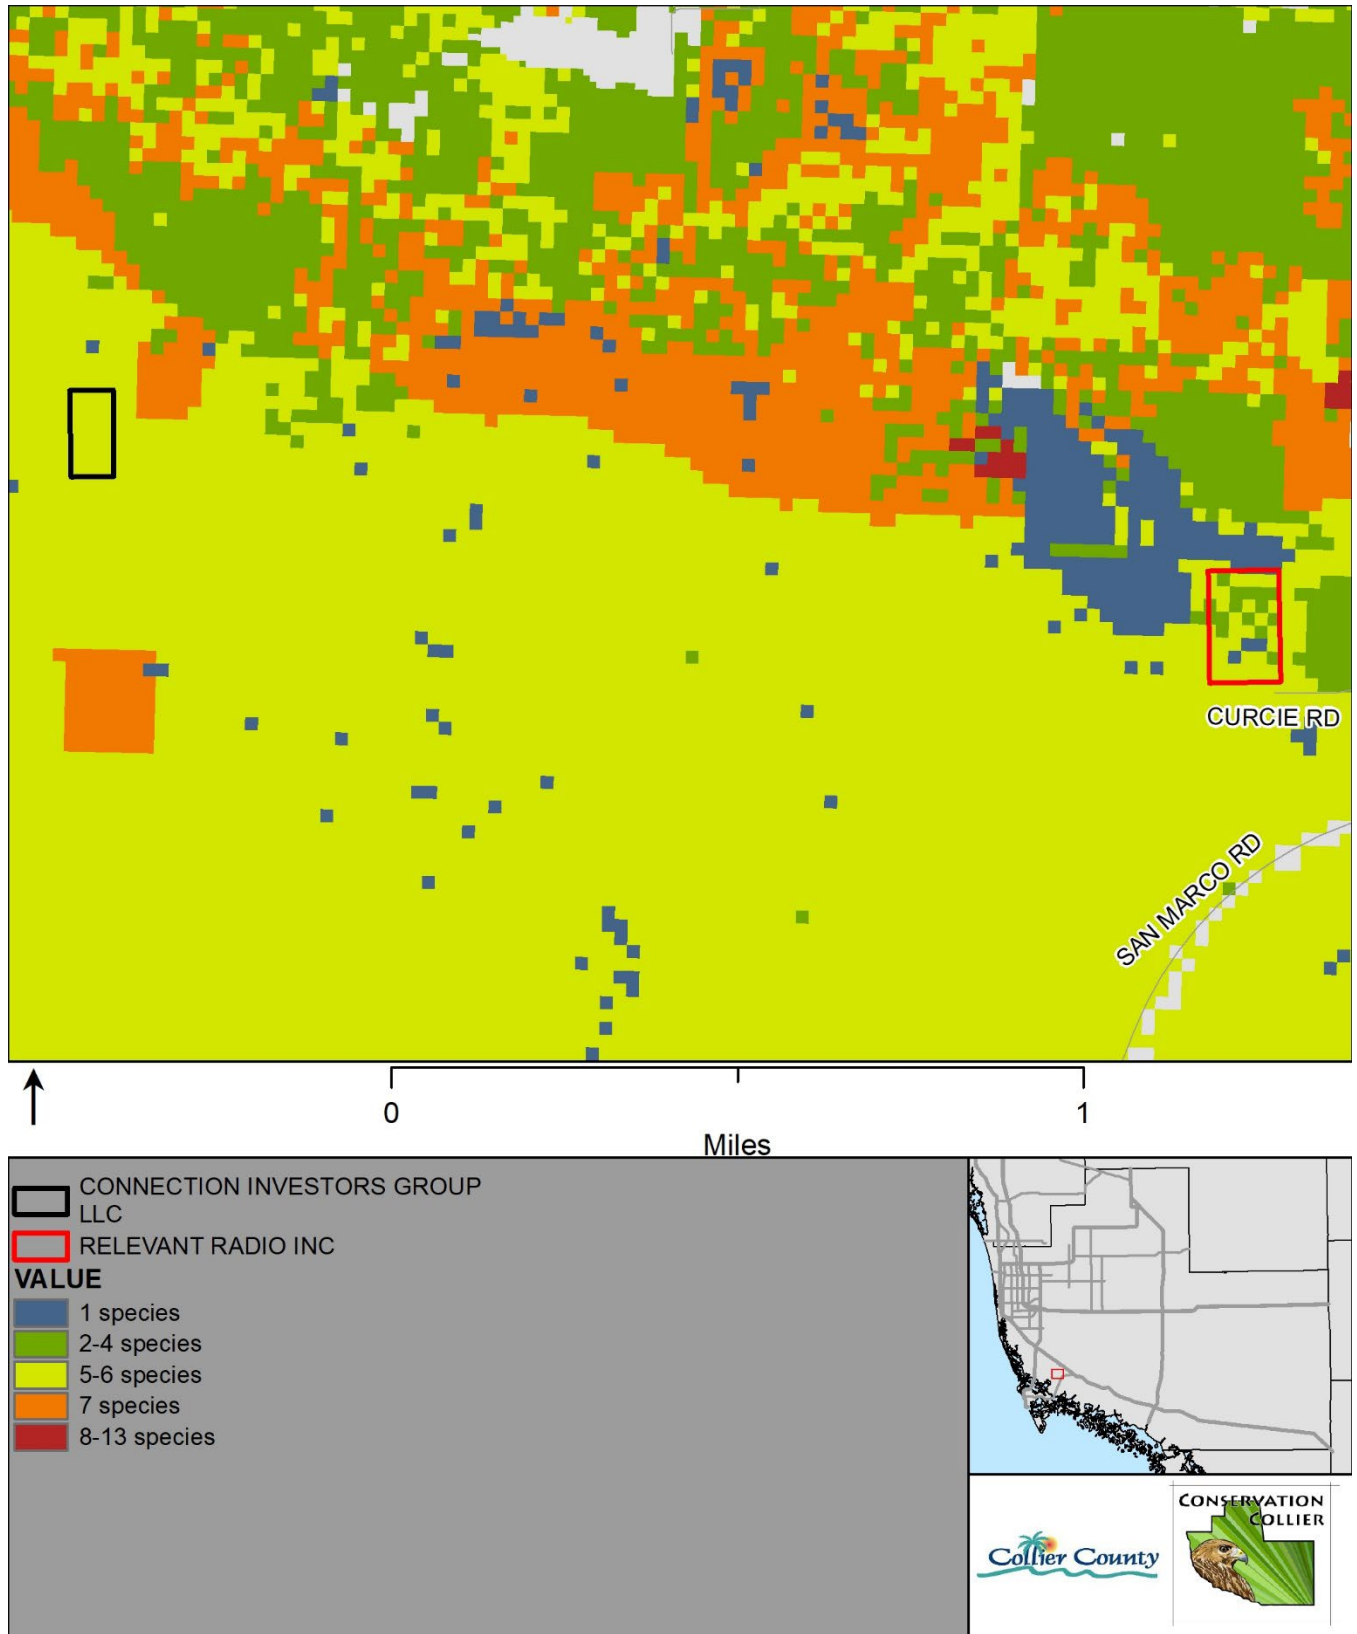 CURCIE RD
SAN MARCO RD
0
1
Miles
CONNECTION INVESTORS GROUP
LLC
RELEVANT RADIO INC
VALUE
1 species
2-4 species
5-6 species
7 species
8-13 species
CONSERVATION
COLLIER
Collier County